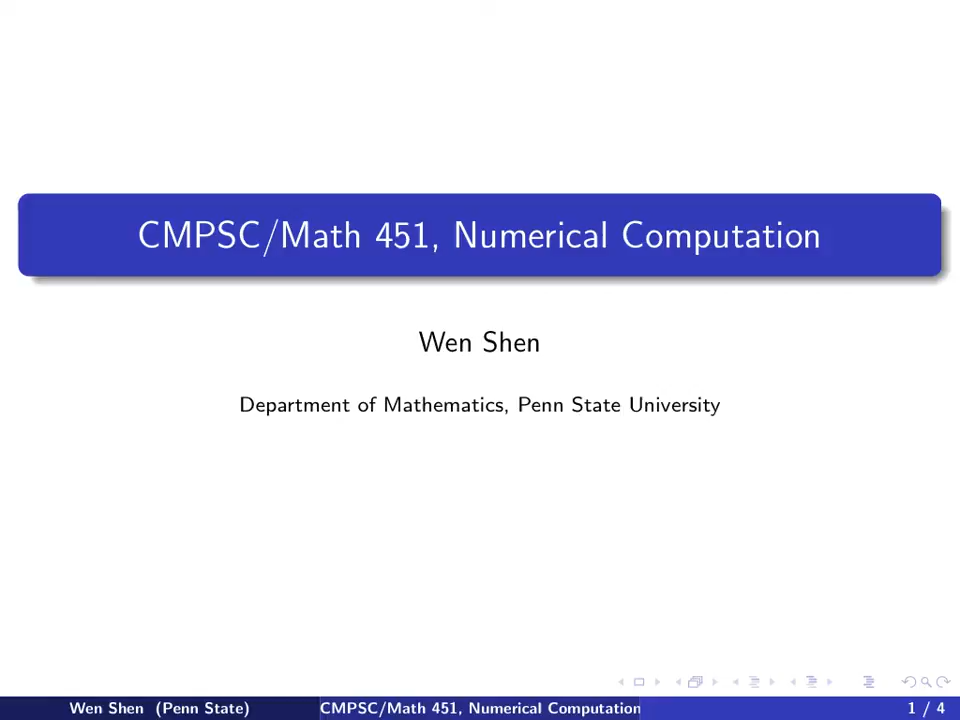 CMPSC/Math 451, Numerical Computation
Wen Shen
Department of Mathematics, Penn State University
Wen Shen (Penn State) CMPSC/Math 451, Numerical Computation 1 / 4